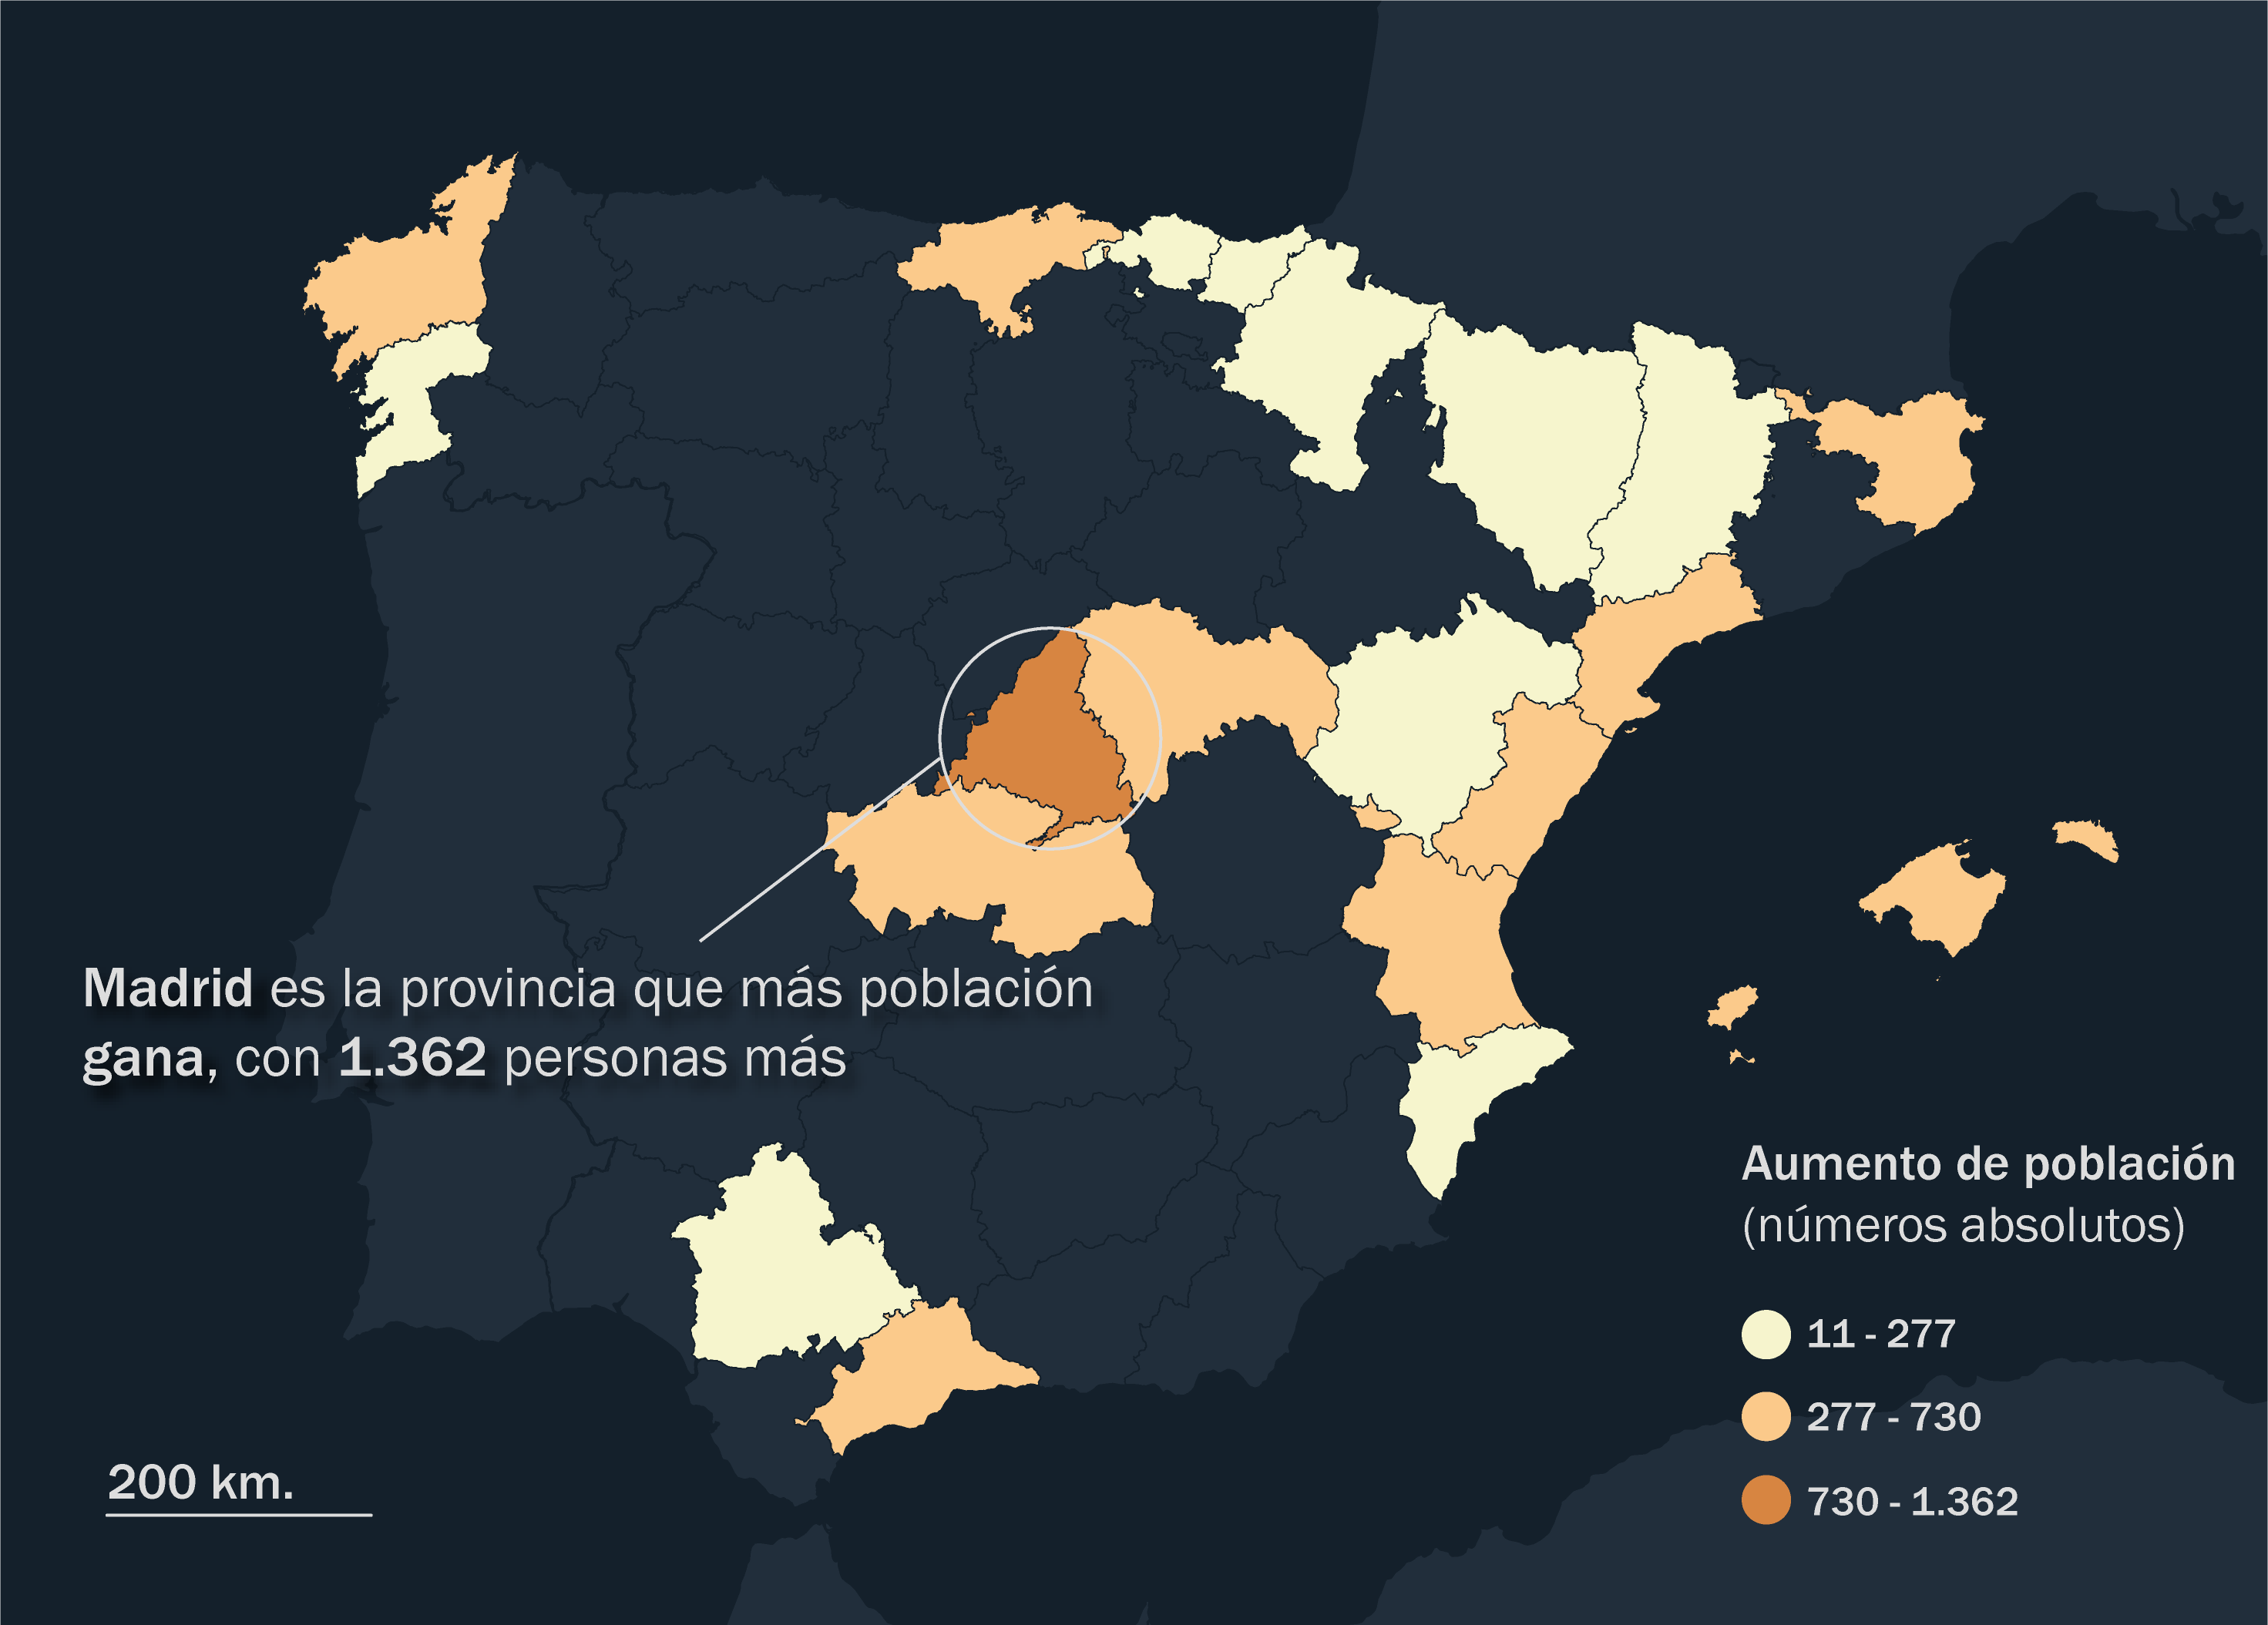 Madrid es la provincia que más población
gana, con 1.362 personas más
Aumento de población
(números absolutos)
11 - 277
277 - 730
730 - 1.362
200 km.